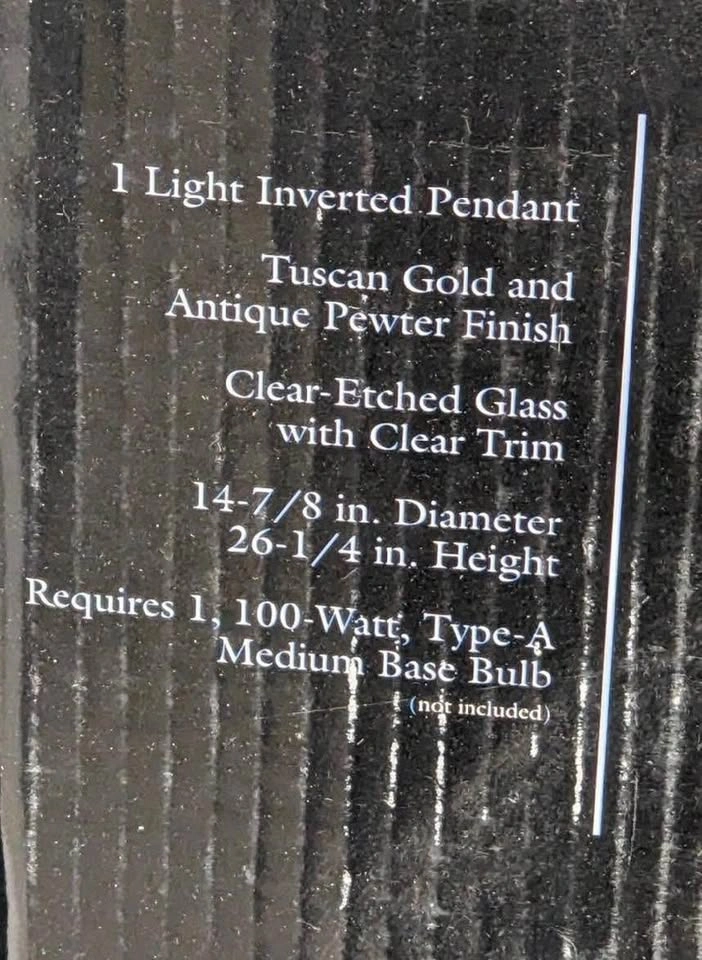 1 Light Inverted Pendant
Tuscan Gold and
Antique Pewter Finish
Clear-Etched Glass
with Clear Trim
14-7/8 in. Diameter
26-1/4 in. Height
Requires 1, 100-Watt, Type-A
Medium Base Bulb
(not included)